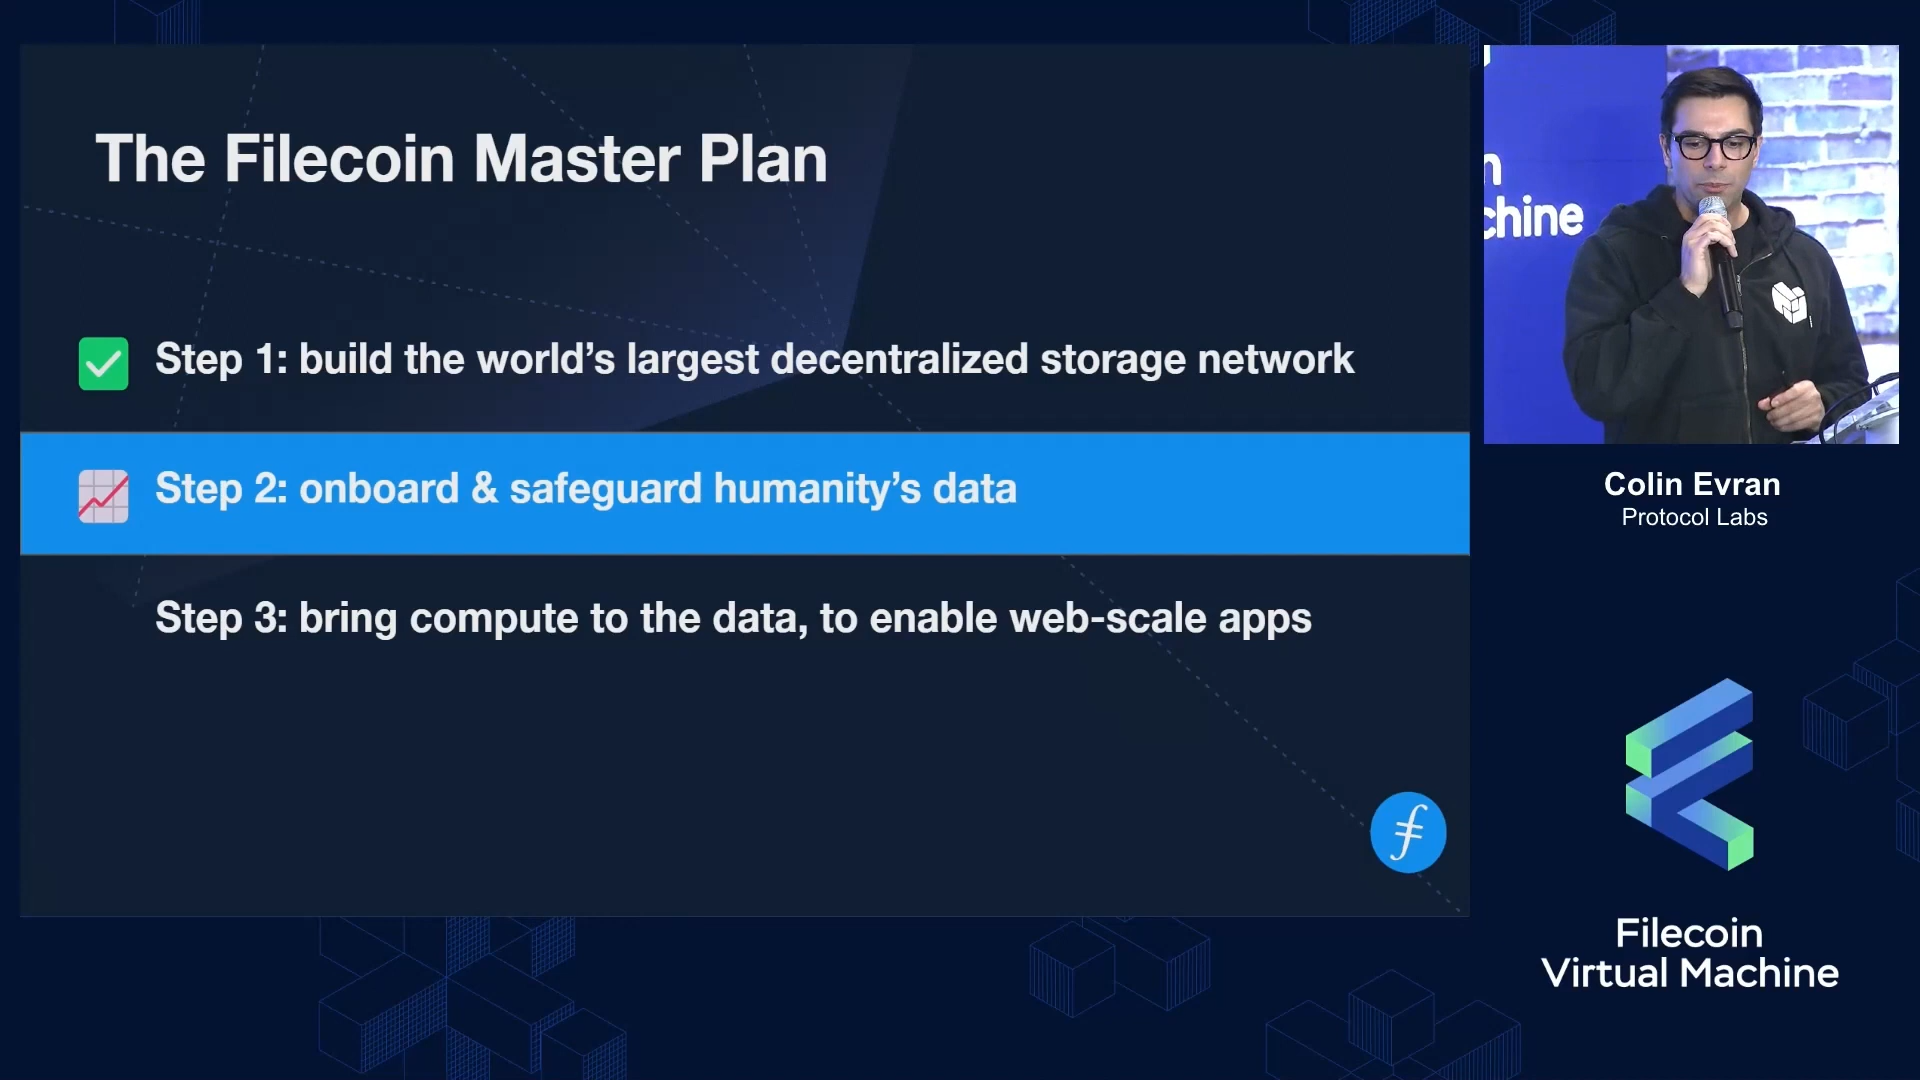 The Filecoin Master Plan
Step 1: build the world’s largest decentralized storage network
Step 2: onboard & safeguard humanity’s data
Step 3: bring compute to the data, to enable web-scale apps
chine
Colin Evran
Protocol Labs
Filecoin
Virtual Machine